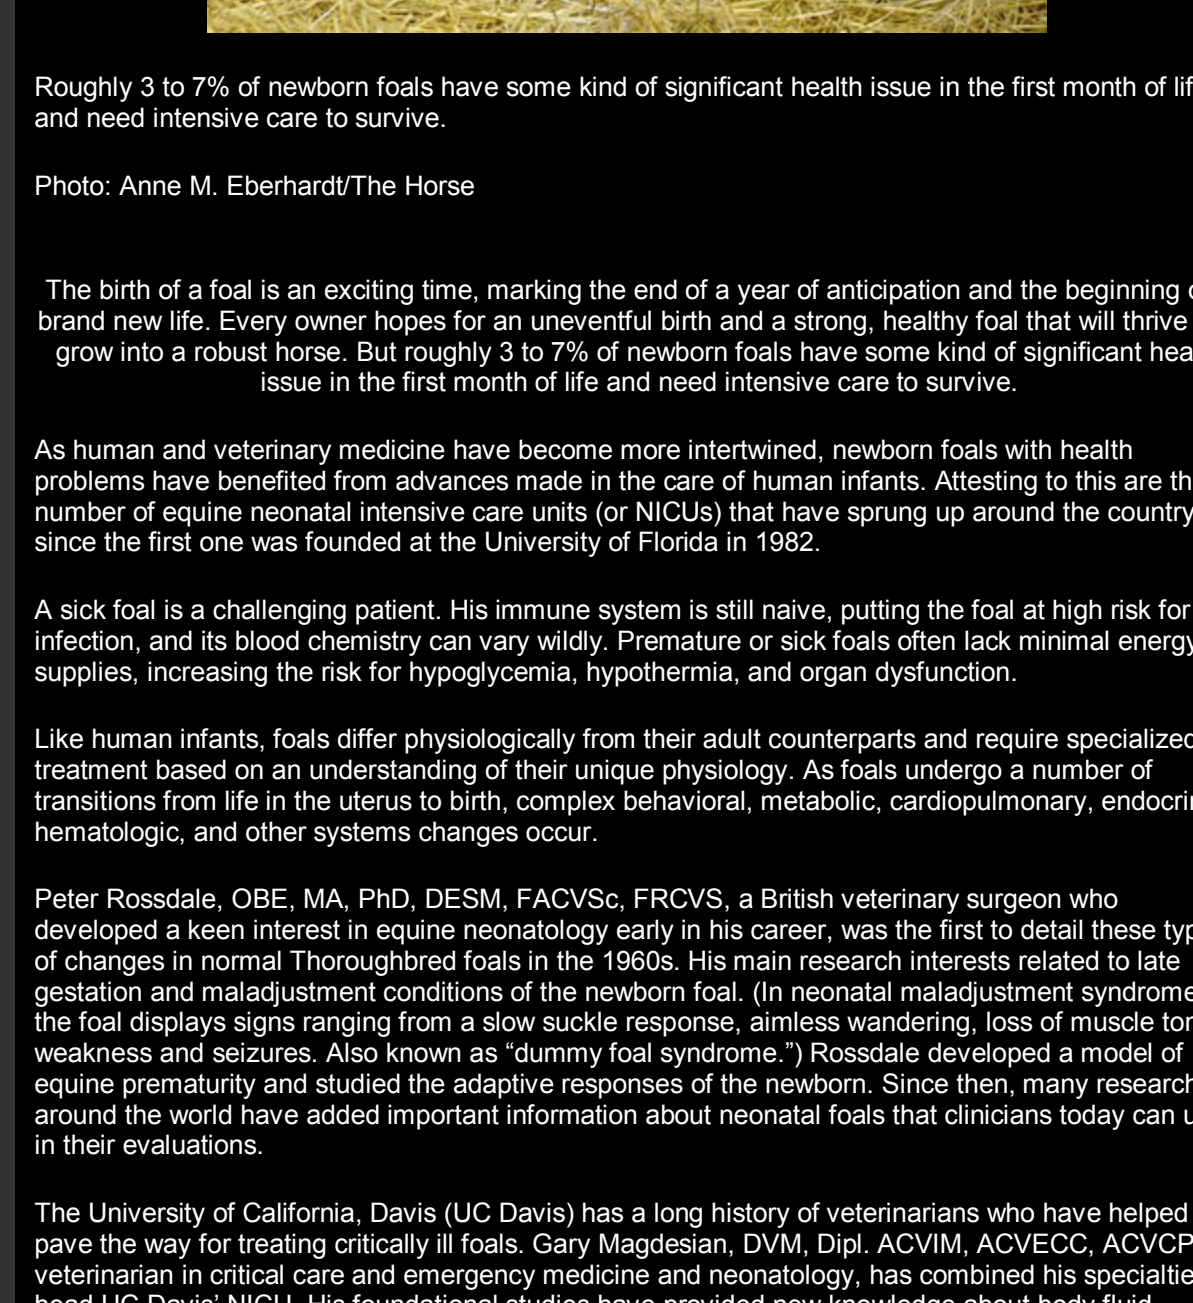 Roughly 3 to 7% of newborn foals have some kind of significant health issue in the first month of
and need intensive care to survive.
Photo: Anne M. Eberhardt/The Horse
The birth of a foal is an exciting time, marking the end of a year of anticipation and the beginning
brand new life. Every owner hopes for an uneventful birth and a strong, healthy foal that will thrive
grow into a robust horse. But roughly 3 to 7% of newborn foals have some kind of significant
issue in the first month of life and need intensive care to survive.
As human and veterinary medicine have become more intertwined, newborn foals with health
problems have benefited from advances made in the care of human infants. Attesting to this are
number of equine neonatal intensive care units (or NICUs) that have sprung up around the country
since the first one was founded at the University of Florida in 1982.
A sick foal is a challenging patient. His immune system is still naive, putting the foal at high risk for
infection, and its blood chemistry can vary wildly. Premature or sick foals often lack minimal energy
supplies, increasing the risk for hypoglycemia, hypothermia, and organ dysfunction.
Like human infants, foals differ physiologically from their adult counterparts and require specialized
treatment based on an understanding of their unique physiology. As foals undergo a number of
transitions from life in the uterus to birth, complex behavioral, metabolic, cardiopulmonary,
hematologic, and other systems changes occur.
Peter Rossdale, OBE, MA, PhD, DESM, FACVSc, FRCVS, a British veterinary surgeon who
developed a keen interest in equine neonatology early in his career, was the first to detail these
of changes in normal Thoroughbred foals in the 1960s. His main research interests related to late
gestation and maladjustment conditions of the newborn foal. (In neonatal maladjustment syndrome
the foal displays signs ranging from a slow suckle response, aimless wandering, loss of muscle
weakness and seizures. Also known as “dummy foal syndrome.”) Rossdale developed a model of
equine prematurity and studied the adaptive responses of the newborn. Since then, many
around the world have added important information about neonatal foals that clinicians today can
in their evaluations.
The University of California, Davis (UC Davis) has a long history of veterinarians who have helped
pave the way for treating critically ill foals. Gary Magdesian, DVM, Dipl. ACVIM, ACVECC, ACVCP
veterinarian in critical care and emergency medicine and neonatology, has combined his
head UC Davis’ NICU. His foundational studies have provided new knowledge about body fluid